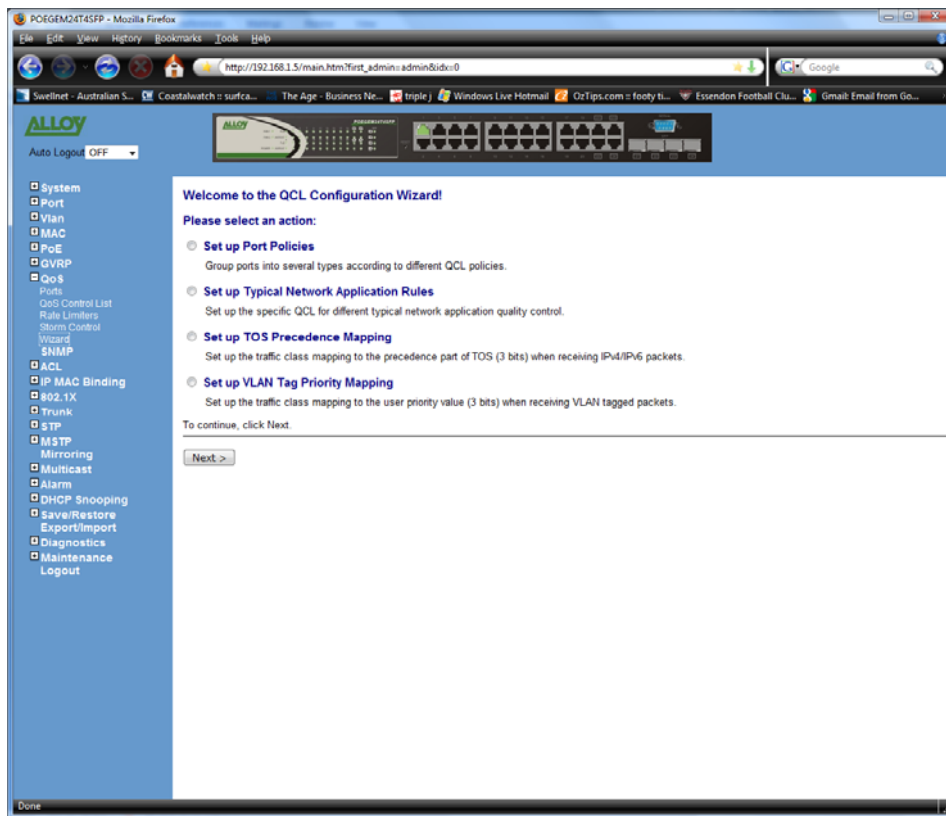 POEGEM24T4SFP - Mozilla Firefox
File Edit View History Bookmarks Tools Help
http://192.168.1.5/main.htm?first_admin=admin&idx=0
Google
Swellnet - Australian S... Coastalwatch :: surfca... The Age - Business Ne... triple j Windows Live Hotmail OzTips.com :: footy ti... Essendon Football Clu... Gmail: Email from Go...
ALLOY
Auto Logout OFF
ALLOY
POEGEM24T4SFP
System
Port
Vlan
MAC
PoE
GVRP
QoS
Ports
QoS Control List
Rate Limiters
Storm Control
Wizard
SNMP
ACL
IP MAC Binding
802.1X
Trunk
STP
MSTP
Mirroring
Multicast
Alarm
DHCP Snooping
Save/Restore
Export/Import
Diagnostics
Maintenance
Logout
Welcome to the QCL Configuration Wizard!
Please select an action:
Set up Port Policies
Group ports into several types according to different QCL policies.
Set up Typical Network Application Rules
Set up the specific QCL for different typical network application quality control.
Set up TOS Precedence Mapping
Set up the traffic class mapping to the precedence part of TOS (3 bits) when receiving IPv4/IPv6 packets.
Set up VLAN Tag Priority Mapping
Set up the traffic class mapping to the user priority value (3 bits) when receiving VLAN tagged packets.
To continue, click Next.
Next >
Done